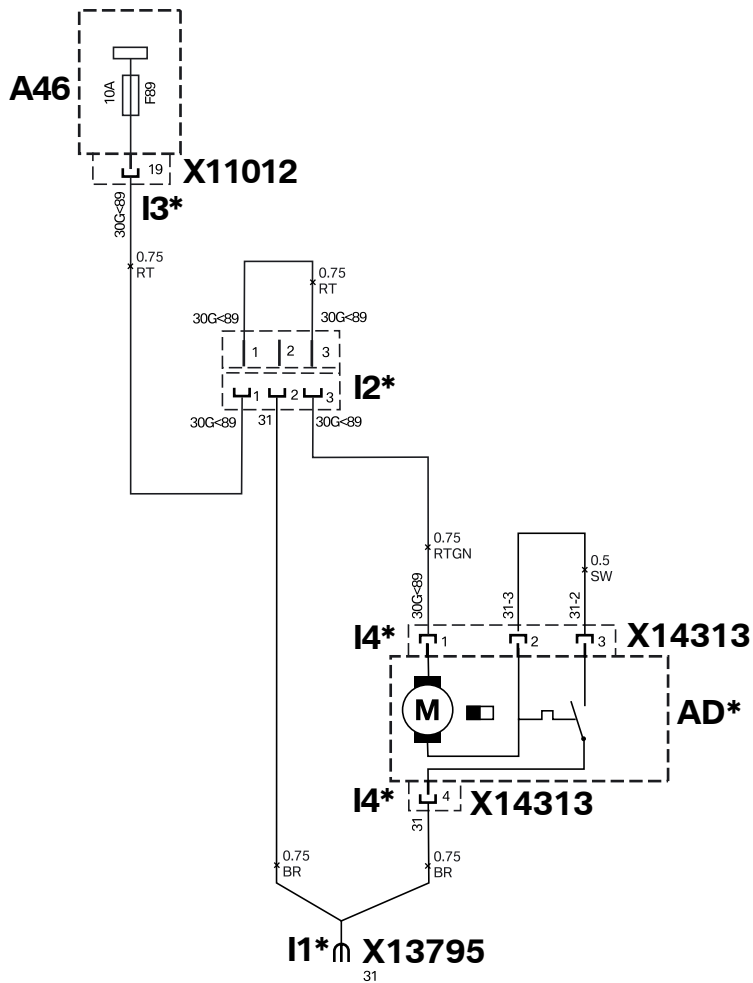 A46
10A
F89
19
X11012
30G<89
I3*
0.75
RT
0.75
RT
30G<89
30G<89
1
2
3
I2*
1
2
3
30G<89
31
30G<89
0.75
RTGN
0.5
SW
30G<89
31-3
31-2
I4*
1
2
3
X14313
M
AD*
I4*
4
X14313
31
0.75
BR
0.75
BR
I1*
X13795
31